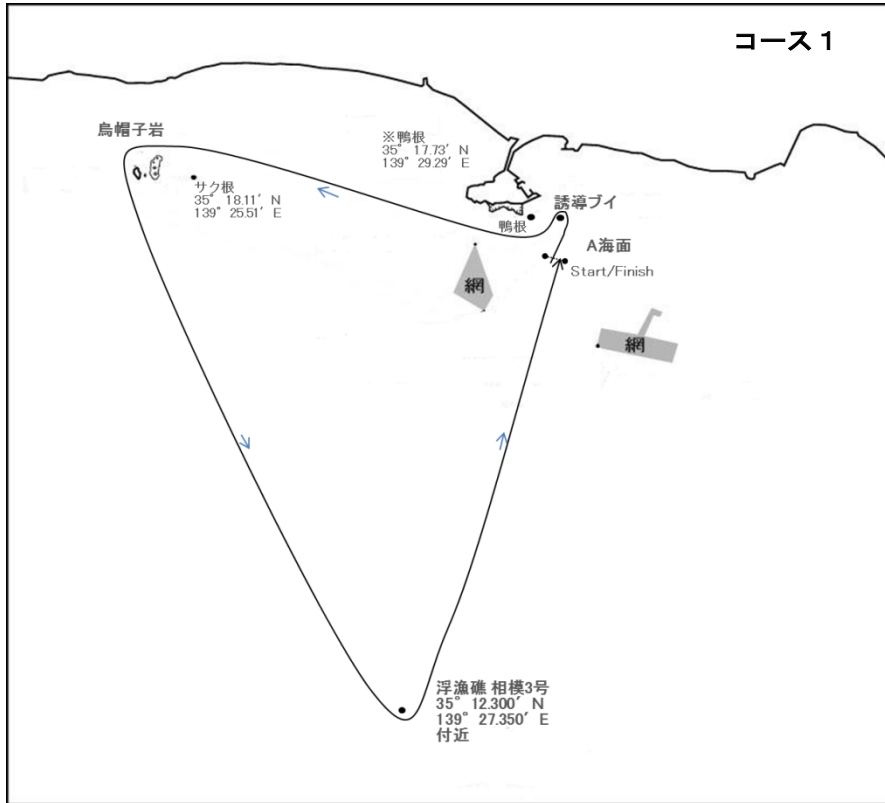 コース 1
烏帽子岩
※鴨根
35° 17.73′ N
139° 29.29′ E
サク根
35° 18.11′ N
139° 25.51′ E
鴨根
誘導ブイ
A海面
Start/Finish
網
網
浮漁礁 相模3号
35° 12.300′ N
139° 27.350′ E
付近